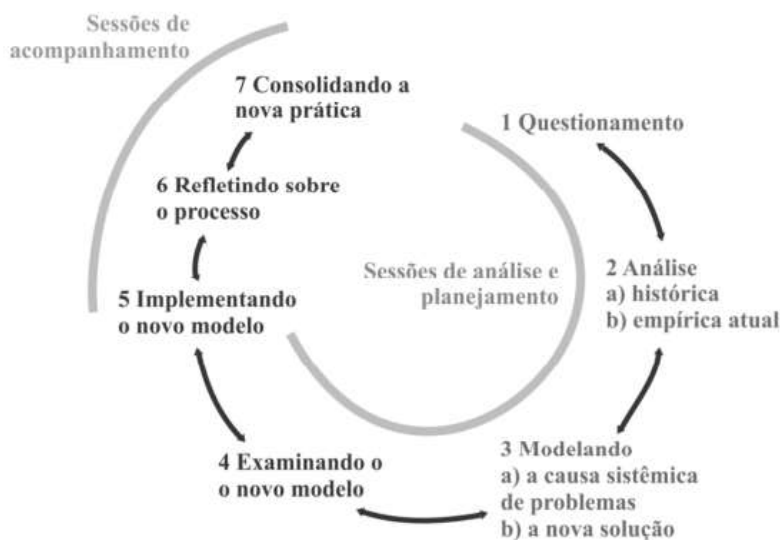 Sessões de
acompanhamento
7 Consolidando a
nova prática
1 Questionamento
6 Refletindo sobre
o processo
Sessões de análise e
planejamento
2 Análise
a) histórica
b) empírica atual
5 Implementando
o novo modelo
3 Modelando
a) a causa sistêmica
de problemas
b) a nova solução
4 Examinando o
o novo modelo